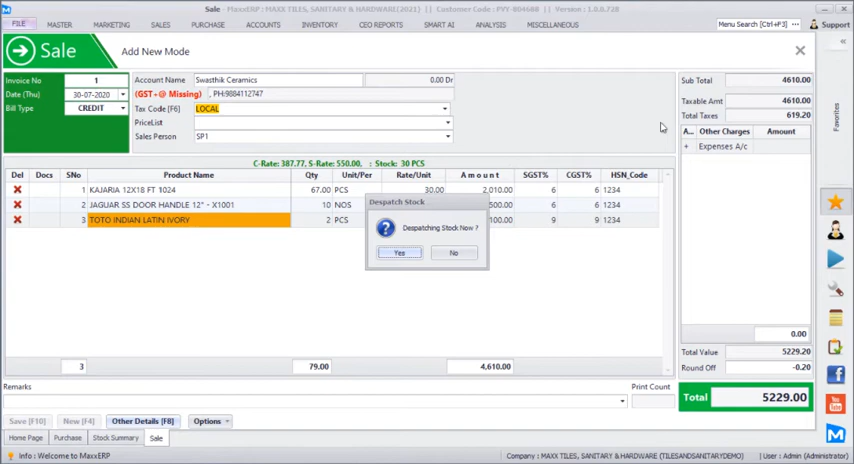 Sale - MaxxERP : MAXX TILES, SANITARY & HARDWARE(2021) || Customer Code : PVT-804688 || Version : 1.0.0.728
FILE MASTER MARKETING SALES PURCHASE ACCOUNTS INVENTORY CEO REPORTS SMART AI ANALYSIS MISCELLANEOUS Menu Search [Ctrl+F3] Support
Sale Add New Mode
Invoice No 1 Account Name Swasthik Ceramics 0.00 Dr Sub Total 4610.00
Date (Thu) 30-07-2020 (GST+@ Missing) , PH:9884112747 Taxable Amt 4610.00
Bill Type CREDIT Tax Code [F6] LOCAL Total Taxes 619.20
PriceList
Sales Person SP1
A... Other Charges Amount
+ Expenses A/c
Favorites
C-Rate: 387.77, S-Rate: 550.00, : Stock: 30 PCS
Del Docs SNo Product Name Qty Unit/Per Rate/Unit Amount SGST% CGST% HSN_Code
1 KAJARIA 12X18 FT 1024 67.00 PCS 30.00 2,010.00 6 6 1234
2 JAGUAR SS DOOR HANDLE 12" - X1001 10 NOS 500.00 6 6 1234
3 TOTO INDIAN LATIN IVORY 2 PCS 100.00 9 9 1234
Despatch Stock
Despatching Stock Now ?
Yes No
0.00
3 79.00 4,610.00
Total Value 5229.20
Round Off -0.20
Remarks Print Count
Total 5229.00
Save [F10] New [F4] Other Details [F8] Options
Home Page Purchase Stock Summary Sale
Info : Welcome to MaxxERP Company : MAXX TILES, SANITARY & HARDWARE (TILESANDSANITARYDEMO) User : Admin (Administrator)